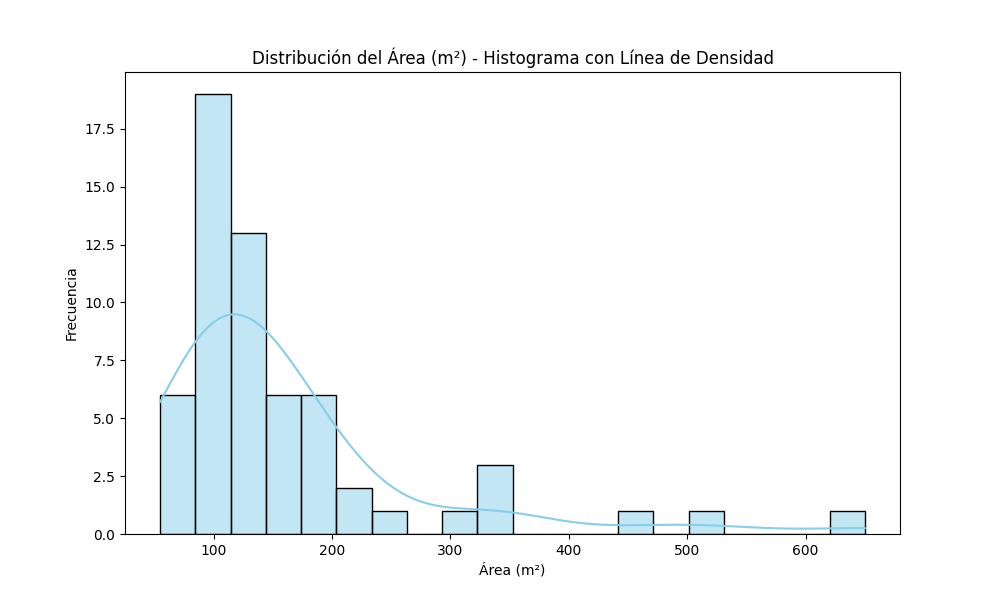 Distribución del Área (m²) - Histograma con Línea de Densidad
Frecuencia
17.5
15.0
12.5
10.0
7.5
5.0
2.5
0.0
100 200 300 400 500 600
Área (m²)